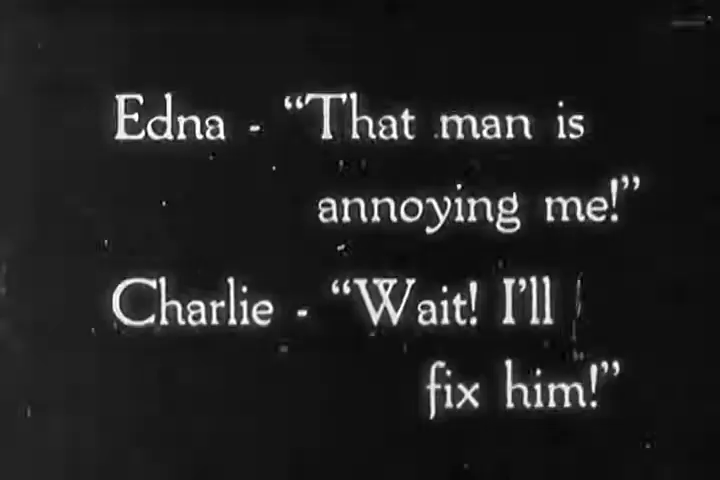 Edna - “That man is
annoying me!”
Charlie - “Wait! I'll
fix him!”